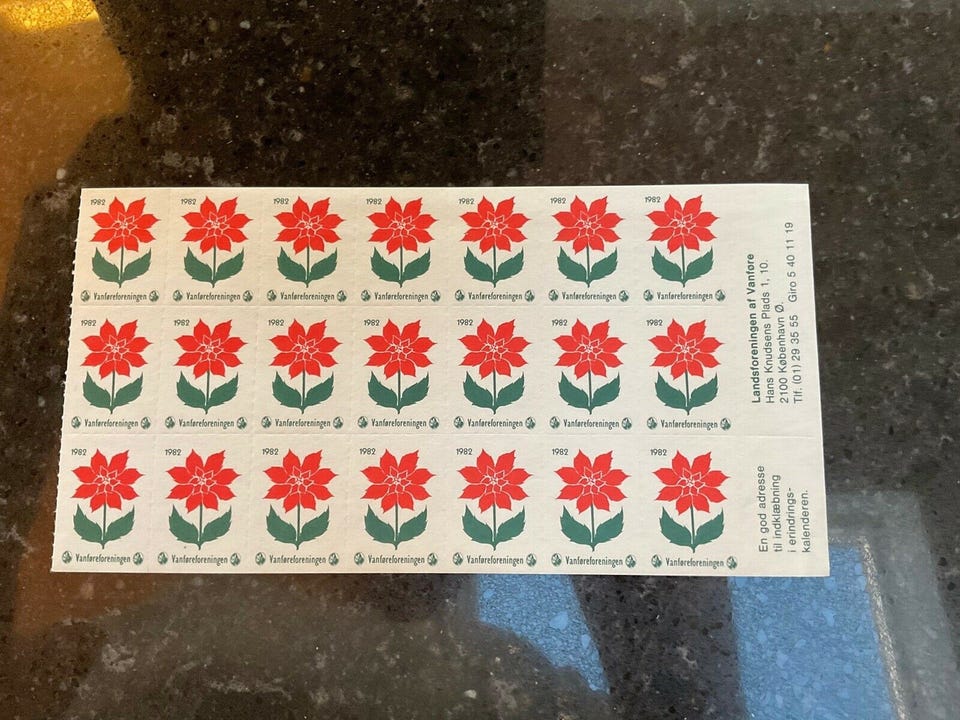 1982 1982 1982 1982 1982 1982 1982
Vanføreforeningen Vanføreforeningen Vanføreforeningen Vanføreforeningen Vanføreforeningen Vanføreforeningen Vanføreforeningen
1982 1982 1982 1982 1982 1982 1982
Vanføreforeningen Vanføreforeningen Vanføreforeningen Vanføreforeningen Vanføreforeningen Vanføreforeningen Vanføreforeningen
1982 1982 1982 1982 1982 1982 1982
Vanføreforeningen Vanføreforeningen Vanføreforeningen Vanføreforeningen Vanføreforeningen Vanføreforeningen Vanføreforeningen
Landsforeningen af Vanføre
Hans Knudsens Plads 1, 10.
2100 København Ø.
Tlf. (01) 29 35 55 Giro 5 40 11 19
En god adresse
til indklæbning
i erindrings-
kalenderen.